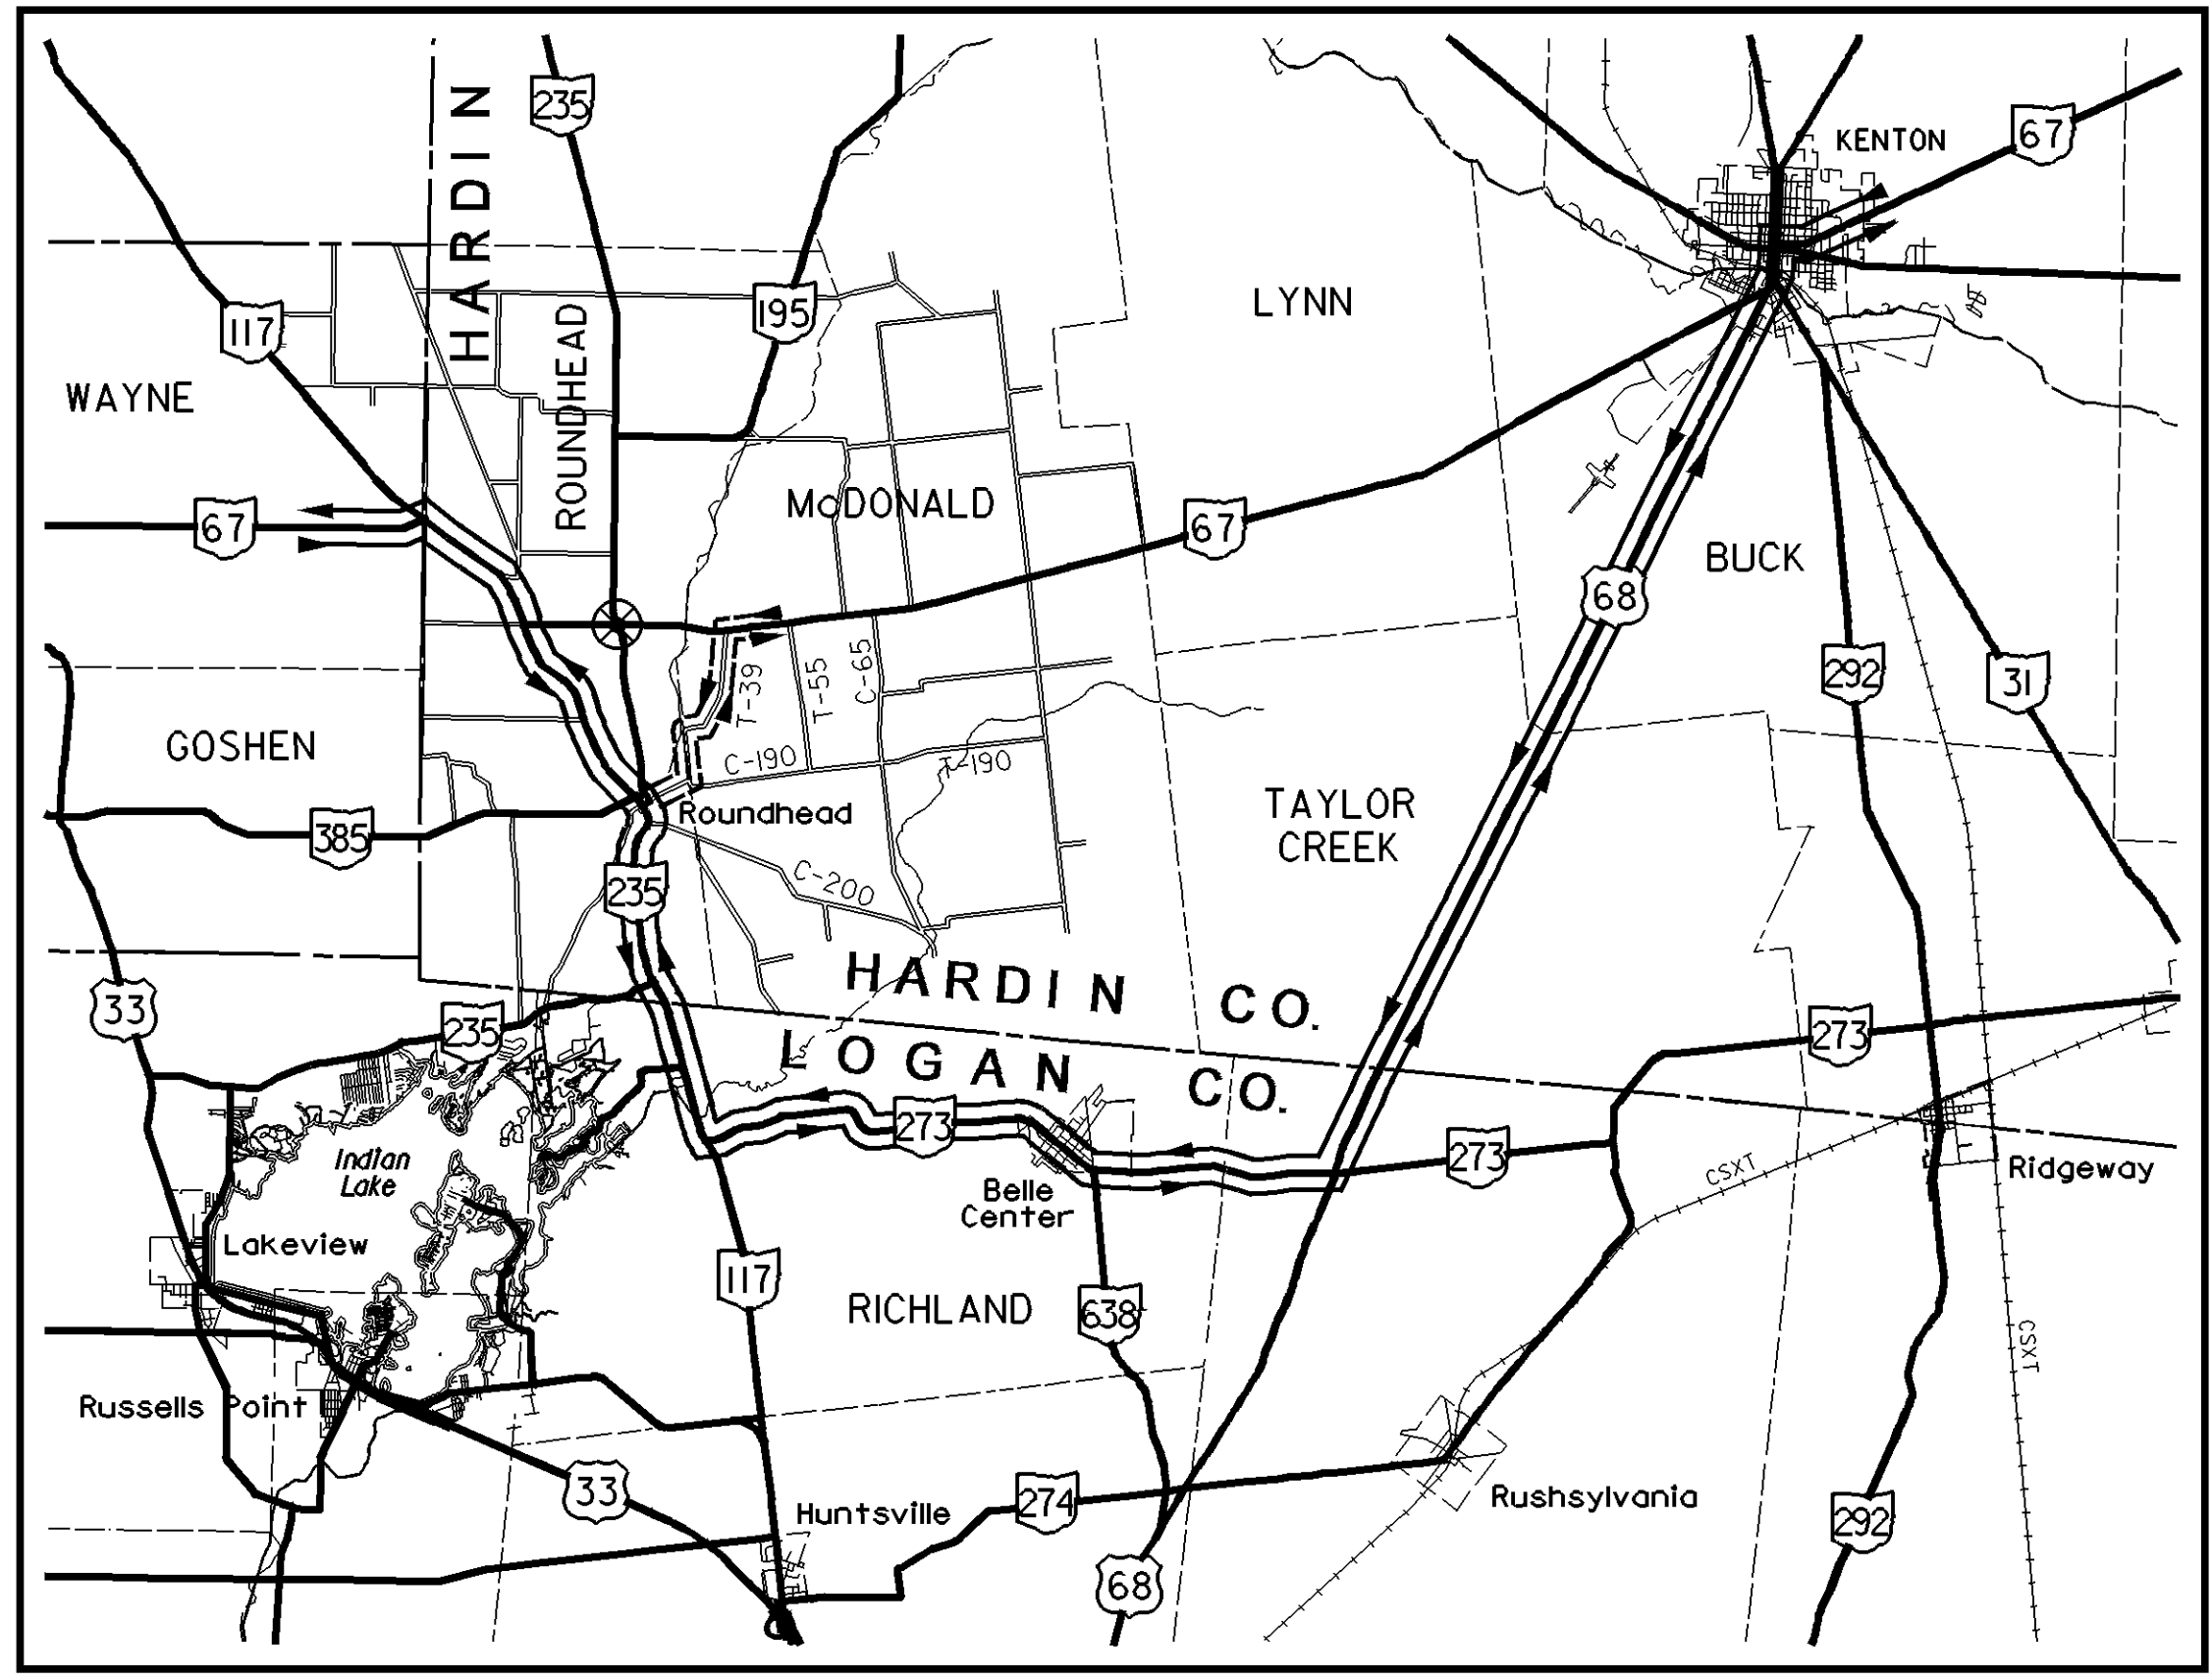 HARDIN
235
KENTON
67
195
LYNN
117
ROUNDHEAD
WAYNE
McDONALD
67
67
BUCK
68
292
31
T-39
T-55
C-65
GOSHEN
C-190
T-190
Roundhead
385
TAYLOR
CREEK
235
C-200
HARDIN CO.
33
235
273
LOGAN CO.
273
273
CSXT
Ridgeway
Indian
Lake
Belle
Center
Lakeview
117
RICHLAND
638
CSXT
Russells Point
33
Huntsville
274
Rushsylvania
292
68